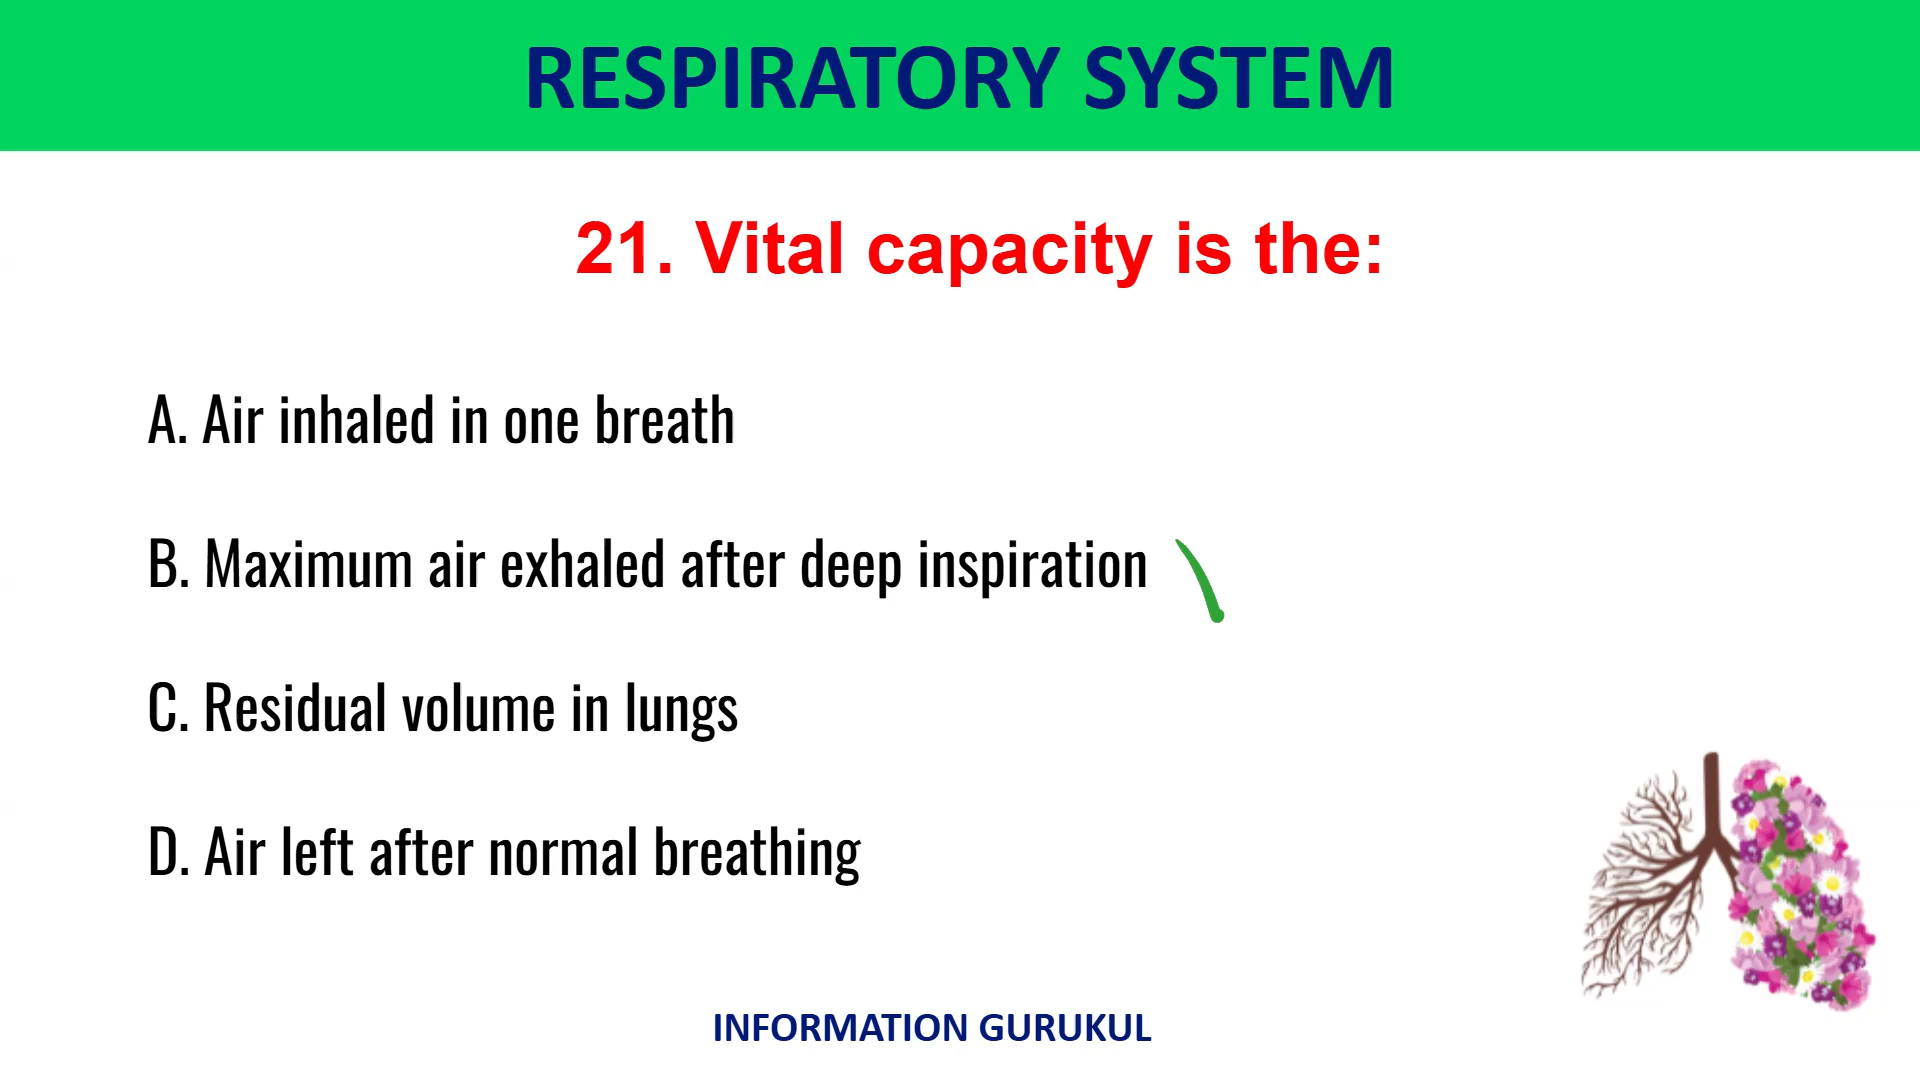 RESPIRATORY SYSTEM
21. Vital capacity is the:
A. Air inhaled in one breath
B. Maximum air exhaled after deep inspiration
C. Residual volume in lungs
D. Air left after normal breathing
INFORMATION GURUKUL